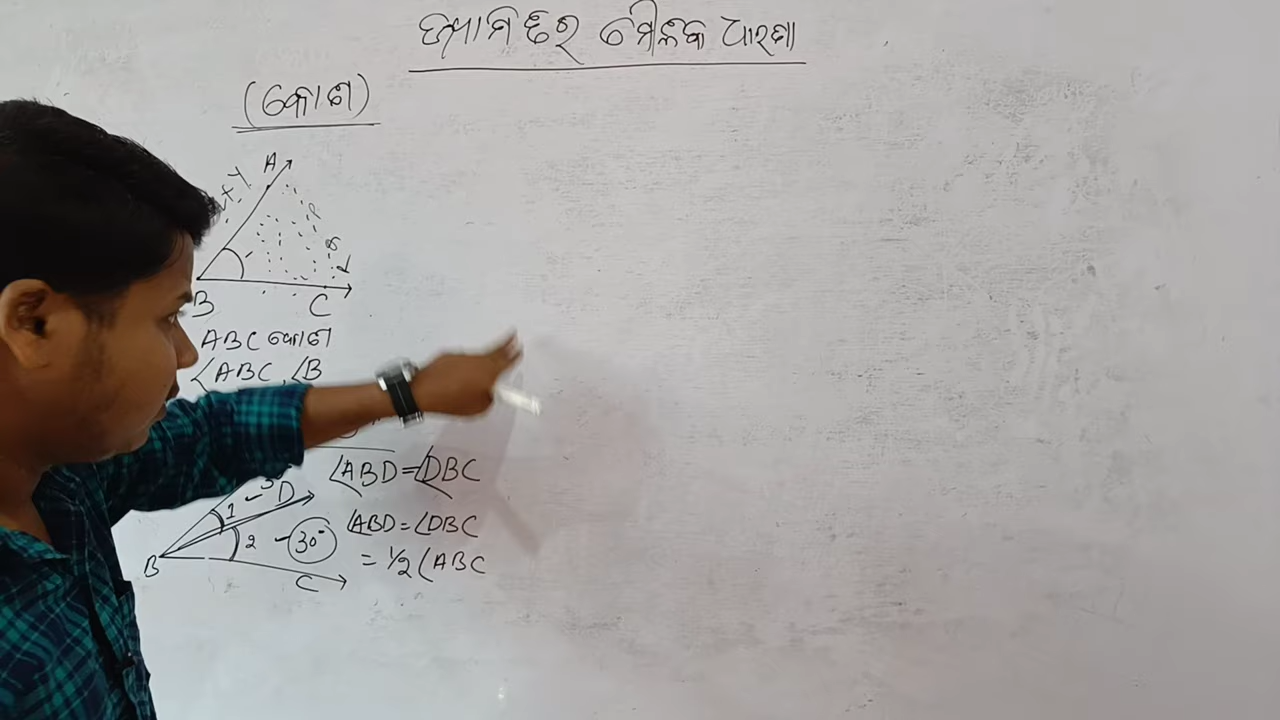 ଜ୍ୟାମିତିର ମୌଳିକ ଧାରଣା
(କୋଣ)
A
X Y
P
B C
ABC କୋଣ
∠ABC, ∠B
∠ABD = ∠DBC
D
1
2 - 30°
B
C
∠ABD = ∠DBC
= 1/2 ∠ABC